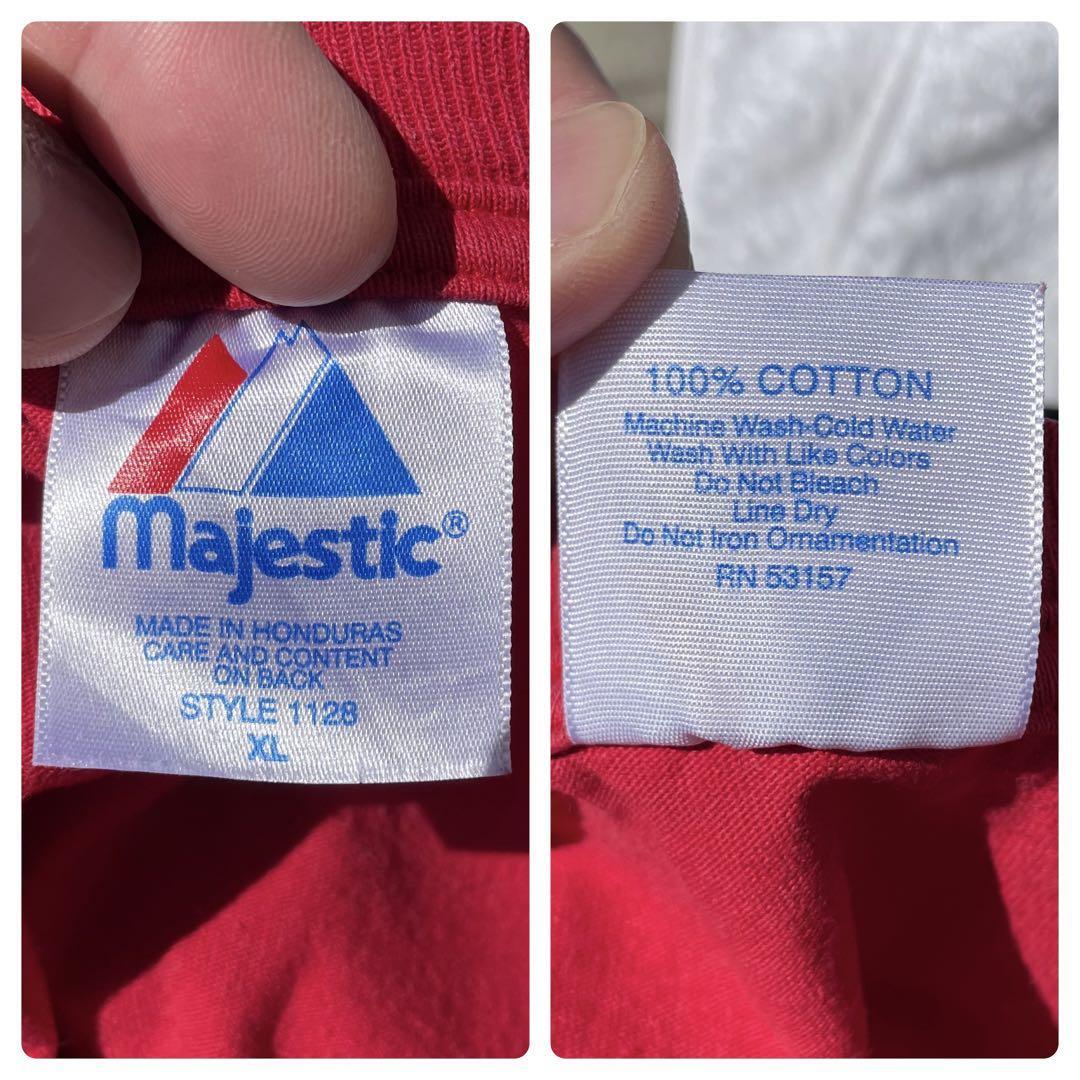 Majestic®
MADE IN HONDURAS
CARE AND CONTENT
ON BACK
STYLE 1128
XL
100% COTTON
Machine Wash-Cold Water
Wash With Like Colors
Do Not Bleach
Line Dry
Do Not Iron Ornamentation
RN 53157